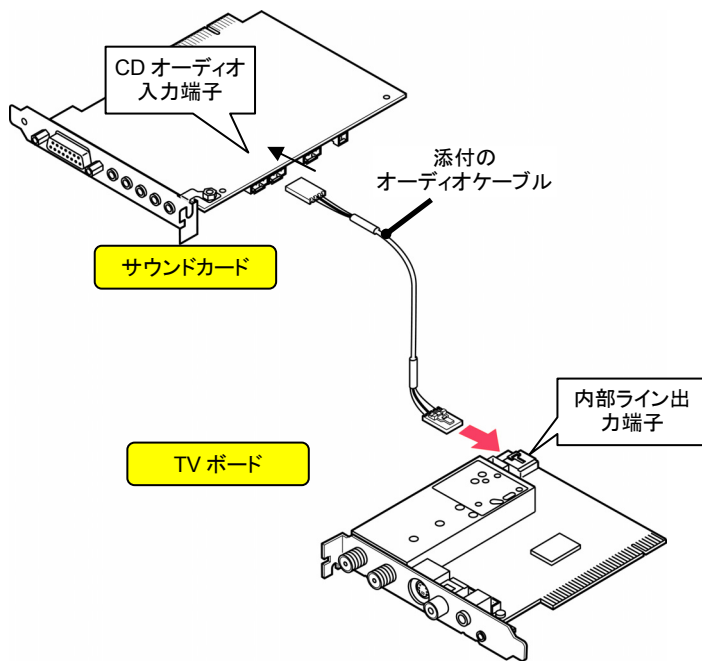 CD オーディオ
入力端子
添付の
オーディオケーブル
サウンドカード
内部ライン出
力端子
TV ボード